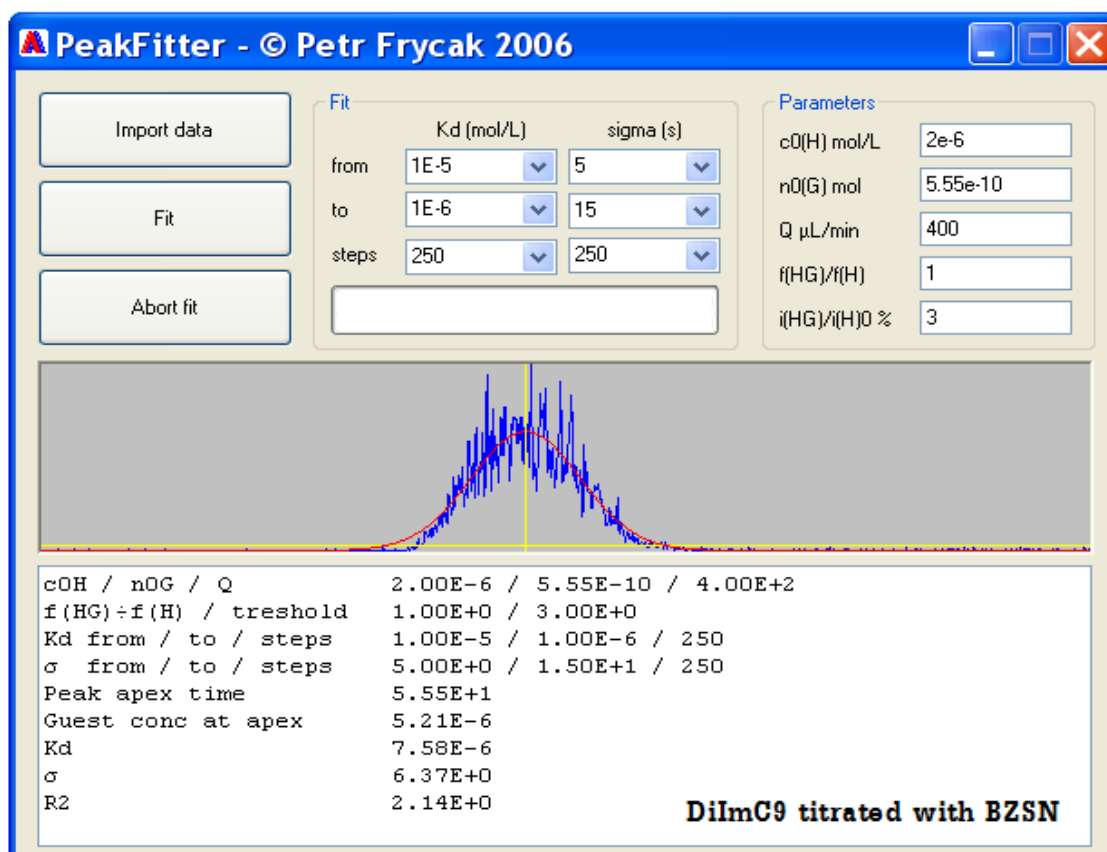 PeakFitter - © Petr Frycak 2006
Import data
Fit
Abort fit
Fit
Kd (mol/L) sigma (s)
from 1E-5 5
to 1E-6 15
steps 250 250
Parameters
c0(H) mol/L 2e-6
n0(G) mol 5.55e-10
Q µL/min 400
f(HG)/f(H) 1
i(HG)/i(H)0 % 3
c0H / n0G / Q 2.00E-6 / 5.55E-10 / 4.00E+2
f(HG)÷f(H) / treshold 1.00E+0 / 3.00E+0
Kd from / to / steps 1.00E-5 / 1.00E-6 / 250
σ from / to / steps 5.00E+0 / 1.50E+1 / 250
Peak apex time 5.55E+1
Guest conc at apex 5.21E-6
Kd 7.58E-6
σ 6.37E+0
R2 2.14E+0
DiImC9 titrated with BZSN